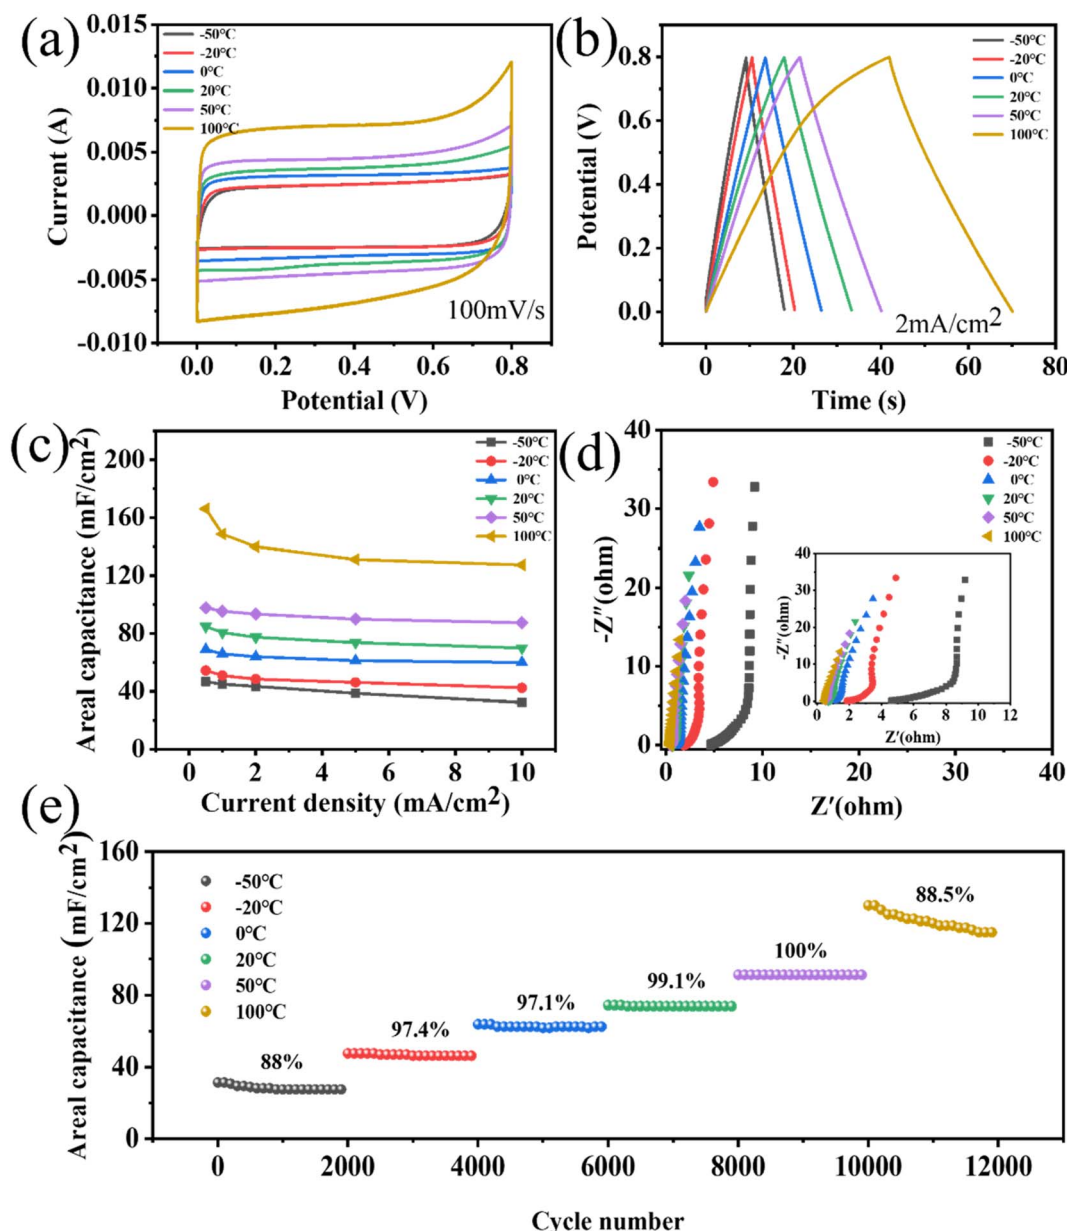 (a)
-50°C
-20°C
0°C
20°C
50°C
100°C
0.015
0.010
0.005
0.000
-0.005
-0.010
Current (A)
100mV/s
0.0
0.2
0.4
0.6
0.8
Potential (V)
(b)
-50°C
-20°C
0°C
20°C
50°C
100°C
0.8
0.6
0.4
0.2
0.0
Potential (V)
2mA/cm²
0
20
40
60
80
Time (s)
(c)
-50°C
-20°C
0°C
20°C
50°C
100°C
200
160
120
80
40
0
Areal capacitance (mF/cm²)
0
2
4
6
8
10
Current density (mA/cm²)
(d)
-50°C
-20°C
0°C
20°C
50°C
100°C
40
30
20
10
0
-Z″(ohm)
40
30
20
10
0
-Z″(ohm)
0
2
4
6
8
10
12
Z′(ohm)
0
10
20
30
40
Z′(ohm)
(e)
160
120
80
40
0
Areal capacitance (mF/cm²)
-50°C
-20°C
0°C
20°C
50°C
100°C
88%
97.4%
97.1%
99.1%
100%
88.5%
0
2000
4000
6000
8000
10000
12000
Cycle number